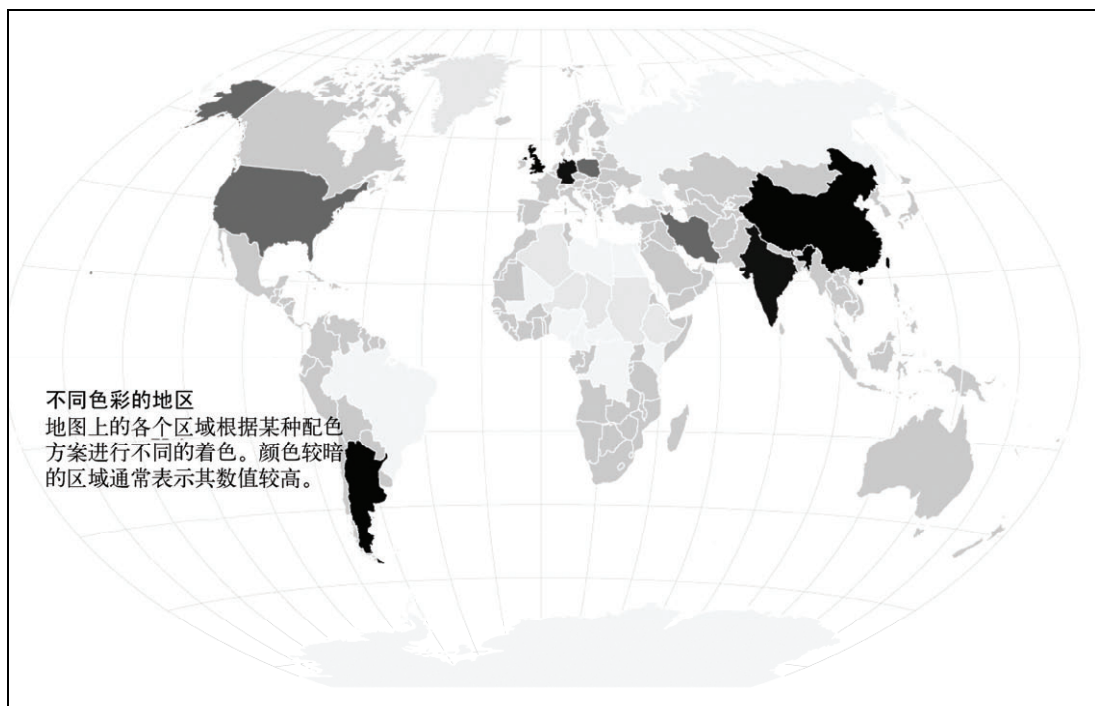 不同色彩的地区
地图上的各个区域根据某种配色
方案进行不同的着色。颜色较暗
的区域通常表示其数值较高。